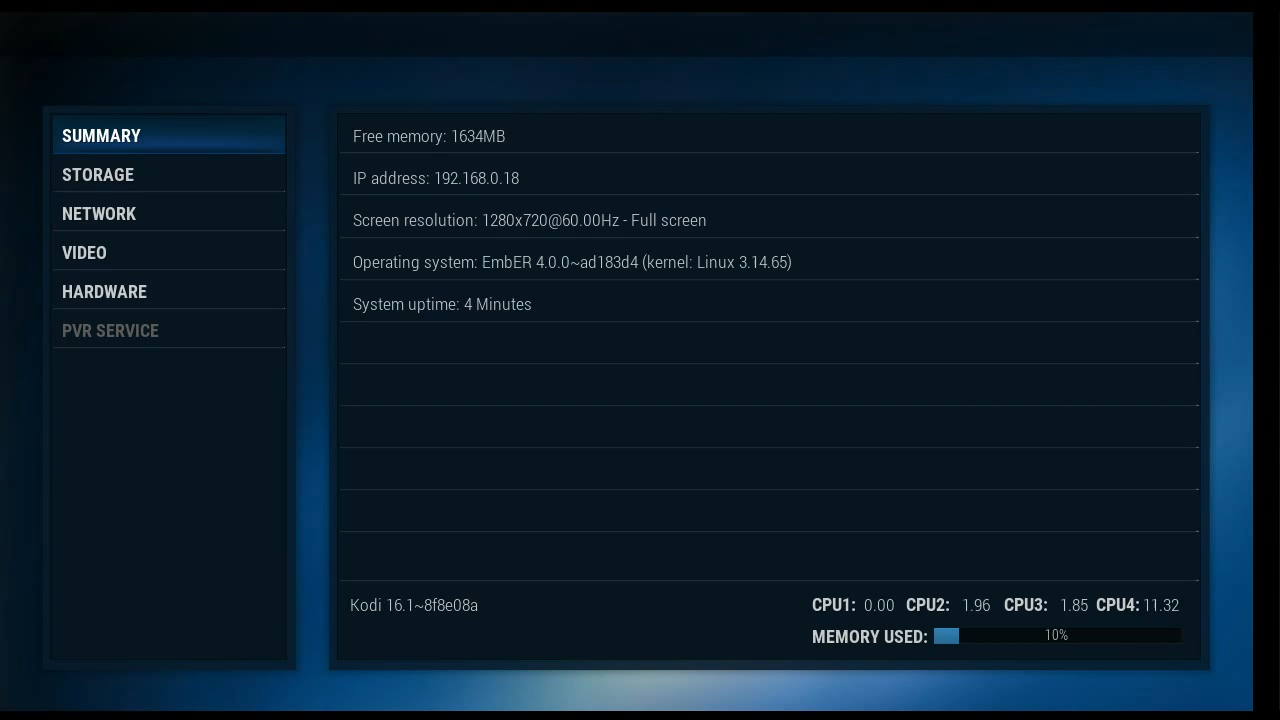 SUMMARY
STORAGE
NETWORK
VIDEO
HARDWARE
PVR SERVICE
Free memory: 1634MB
IP address: 192.168.0.18
Screen resolution: 1280x720@60.00Hz - Full screen
Operating system: EmbER 4.0.0~ad183d4 (kernel: Linux 3.14.65)
System uptime: 4 Minutes
Kodi 16.1~8f8e08a
CPU1: 0.00 CPU2: 1.96 CPU3: 1.85 CPU4: 11.32
MEMORY USED: 10%